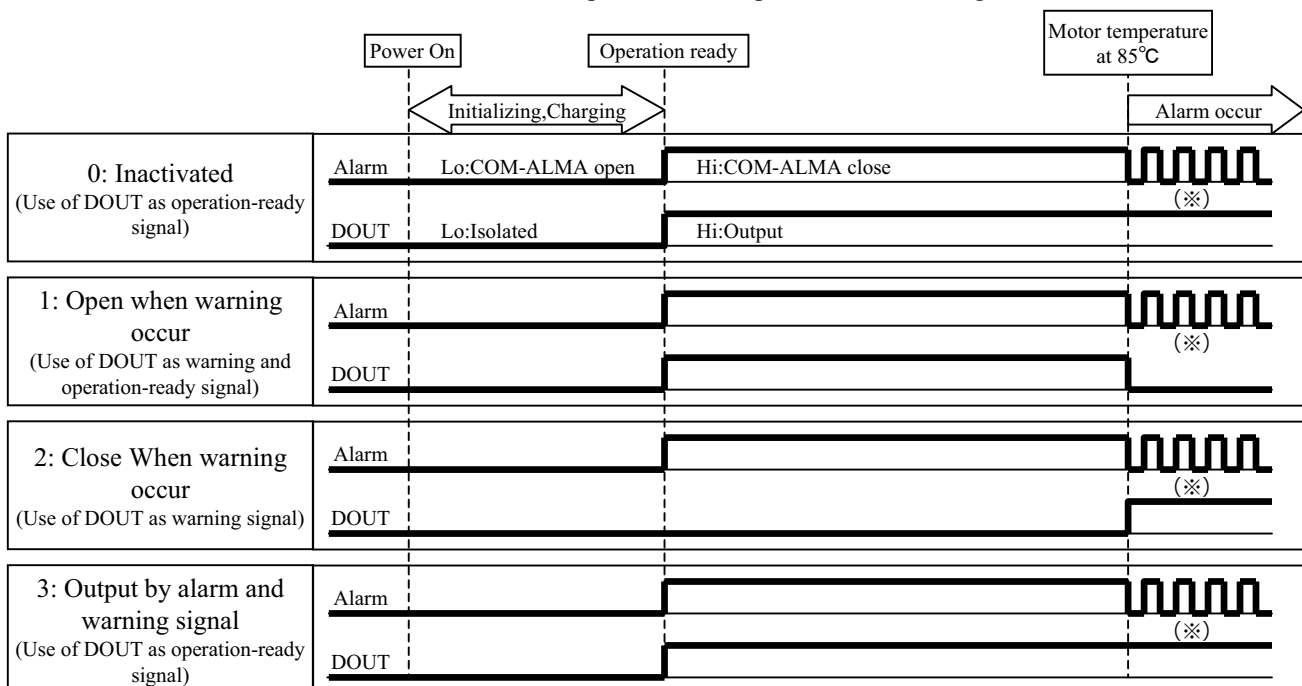 Motor temperature
at 85℃
Power On
Operation ready
Initializing,Charging
Alarm occur
0: Inactivated
(Use of DOUT as operation-ready
signal)
Alarm
Lo:COM-ALMA open
Hi:COM-ALMA close
(※)
DOUT
Lo:Isolated
Hi:Output
1: Open when warning
occur
(Use of DOUT as warning and
operation-ready signal)
Alarm
(※)
DOUT
2: Close When warning
occur
(Use of DOUT as warning signal)
Alarm
(※)
DOUT
3: Output by alarm and
warning signal
(Use of DOUT as operation-ready
signal)
Alarm
(※)
DOUT